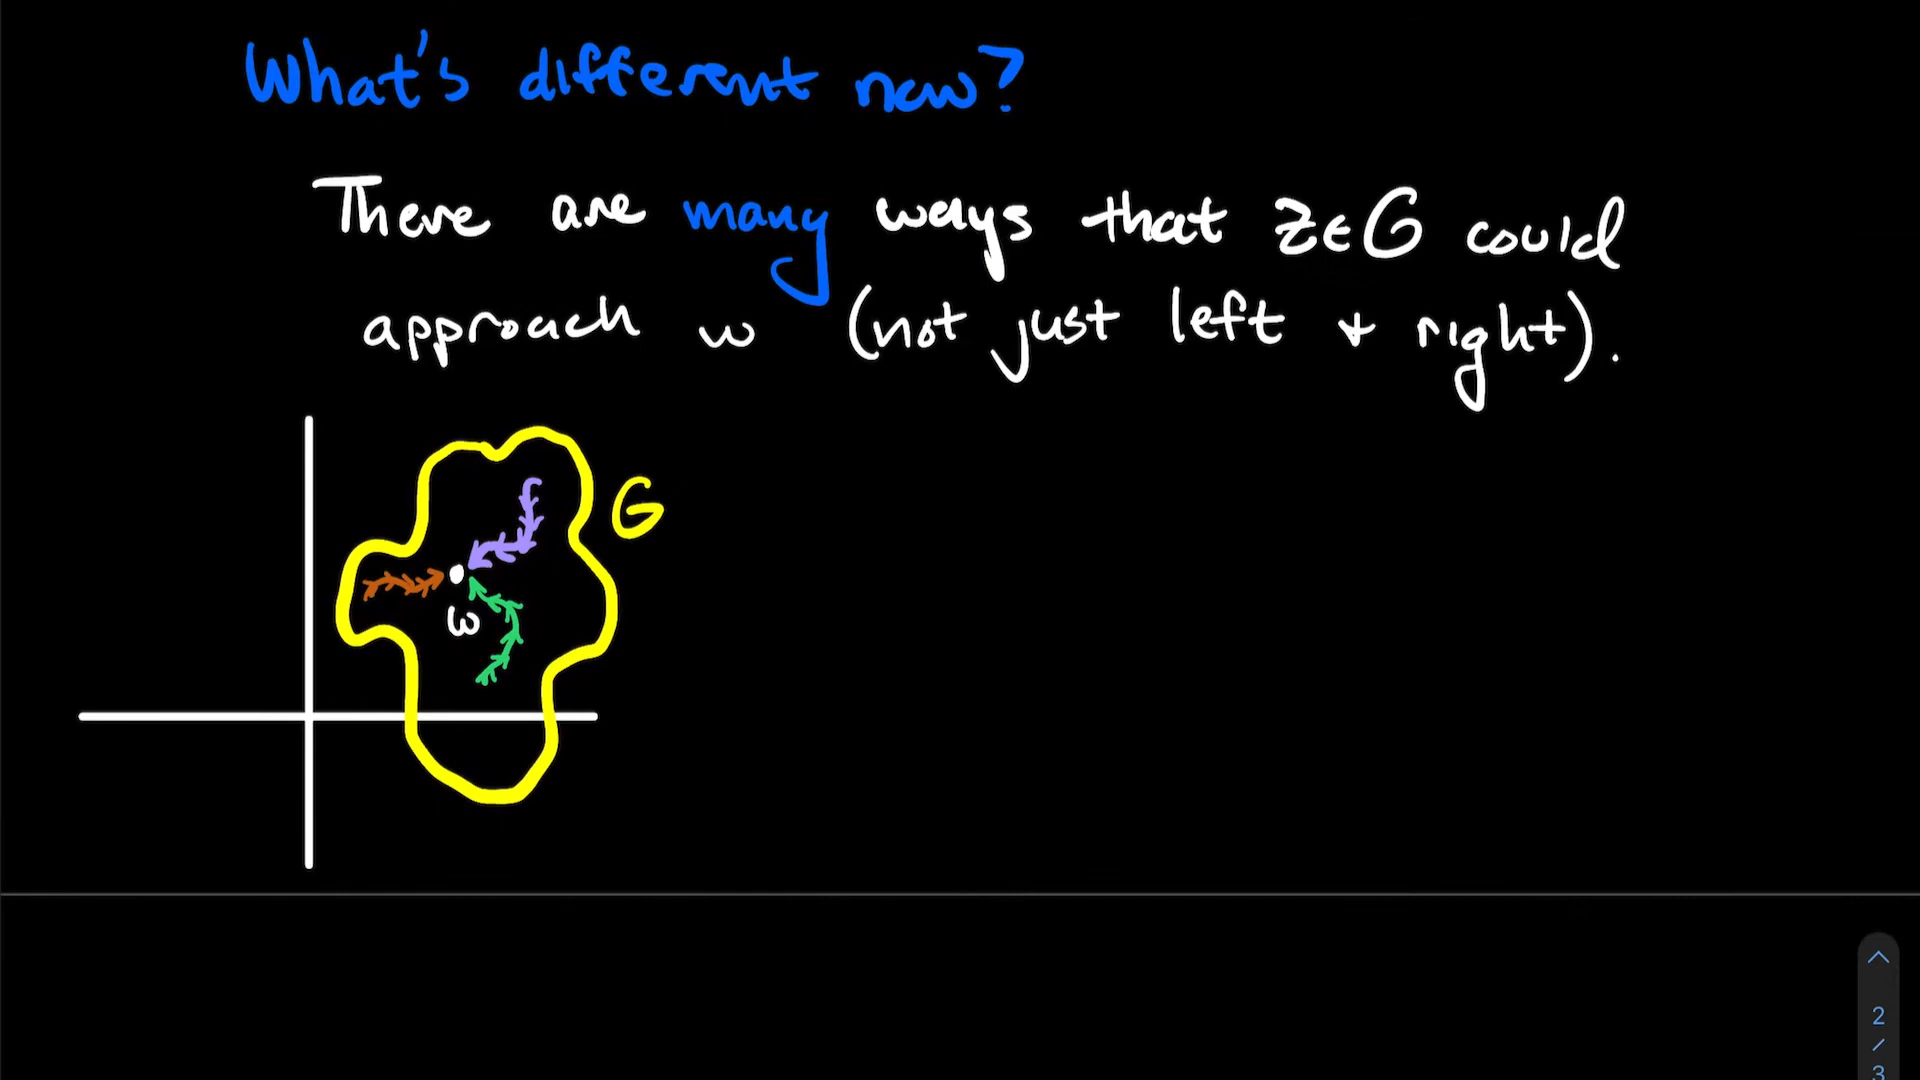 What's different now?
There are many ways that z∈G could
approach w (not just left + right).
G
w
2
/
3